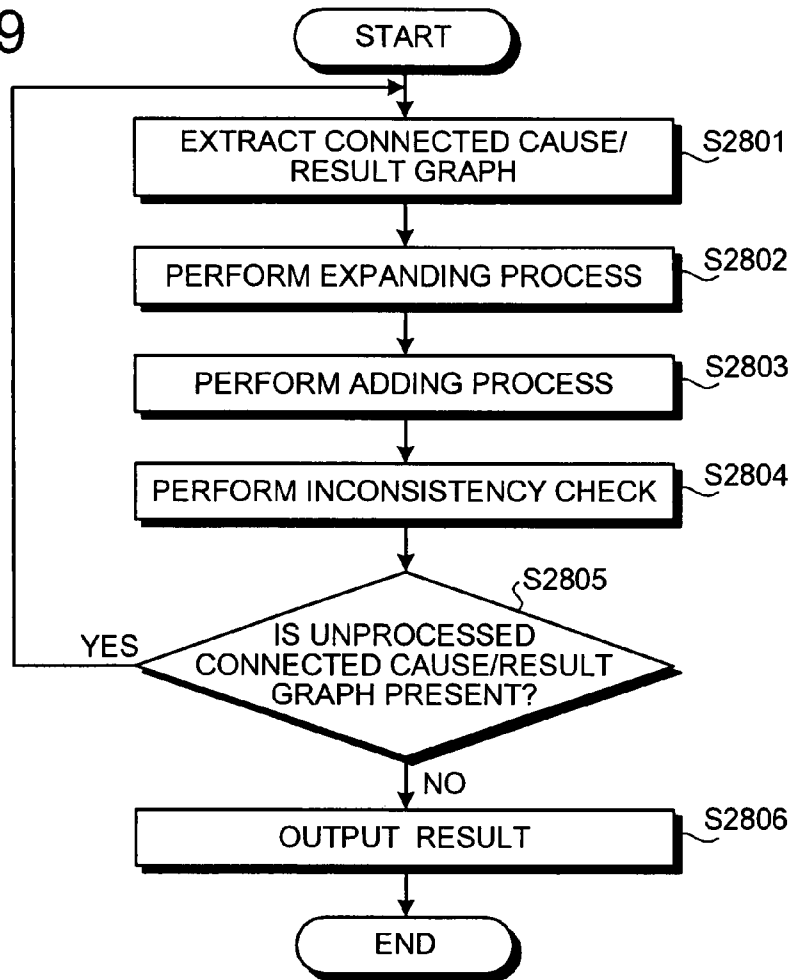 9
START
EXTRACT CONNECTED CAUSE/
RESULT GRAPH
S2801
PERFORM EXPANDING PROCESS
S2802
PERFORM ADDING PROCESS
S2803
PERFORM INCONSISTENCY CHECK
S2804
S2805
IS UNPROCESSED
CONNECTED CAUSE/RESULT
GRAPH PRESENT?
YES
NO
OUTPUT RESULT
S2806
END